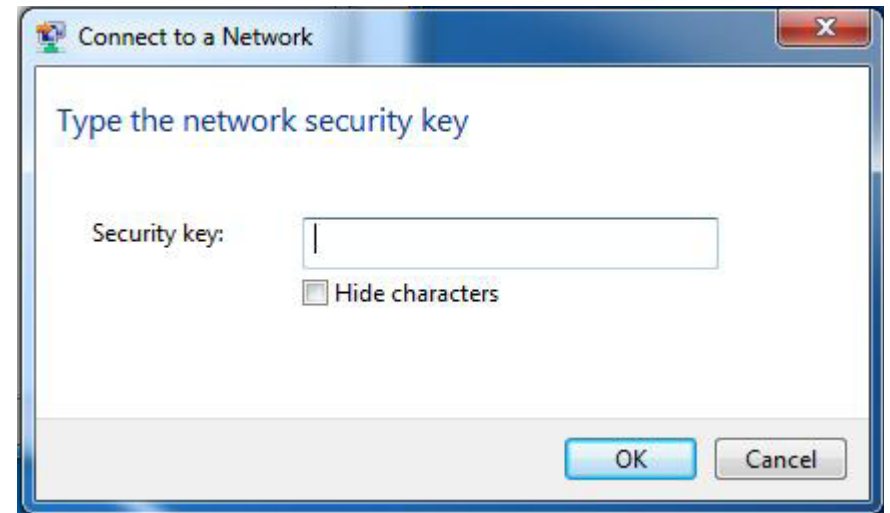 Connect to a Network
Type the network security key
Security key:
Hide characters
OK Cancel